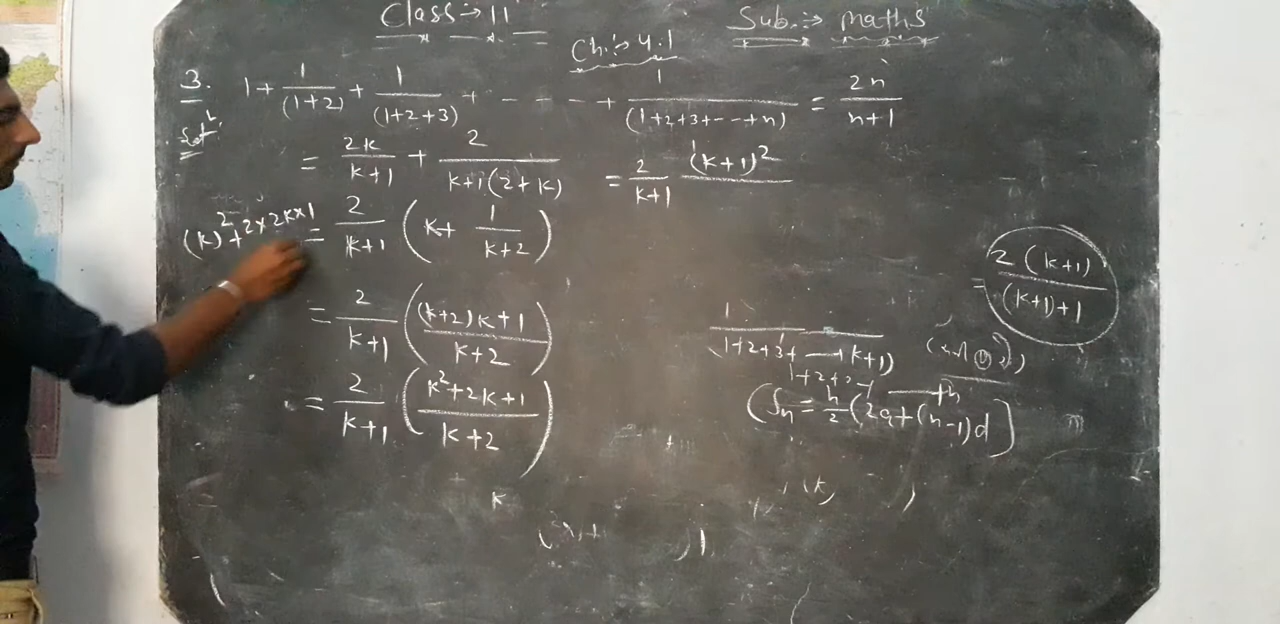 Class :→ 11
Sub. :→ maths
Ch. :→ 4.1
3. 1 + 1/(1+2) + 1/(1+2+3) + - - - - + 1/(1+2+3+--+n) = 2n/n+1
Solⁿ:
= 2k/k+1 + 2/k+1(2+k)
= 2/k+1 (k+1)²
(k)² + 2×2k×1
= 2/k+1 (k + 1/k+2)
= 2/k+1 ((k+2)k+1/k+2)
= 2/k+1 (k²+2k+1/k+2)
= 2(k+1)/(k+1)+1
1/1+2+3+—+(k+1)
(Sn = n/2 (2a+(n-1)d]
k